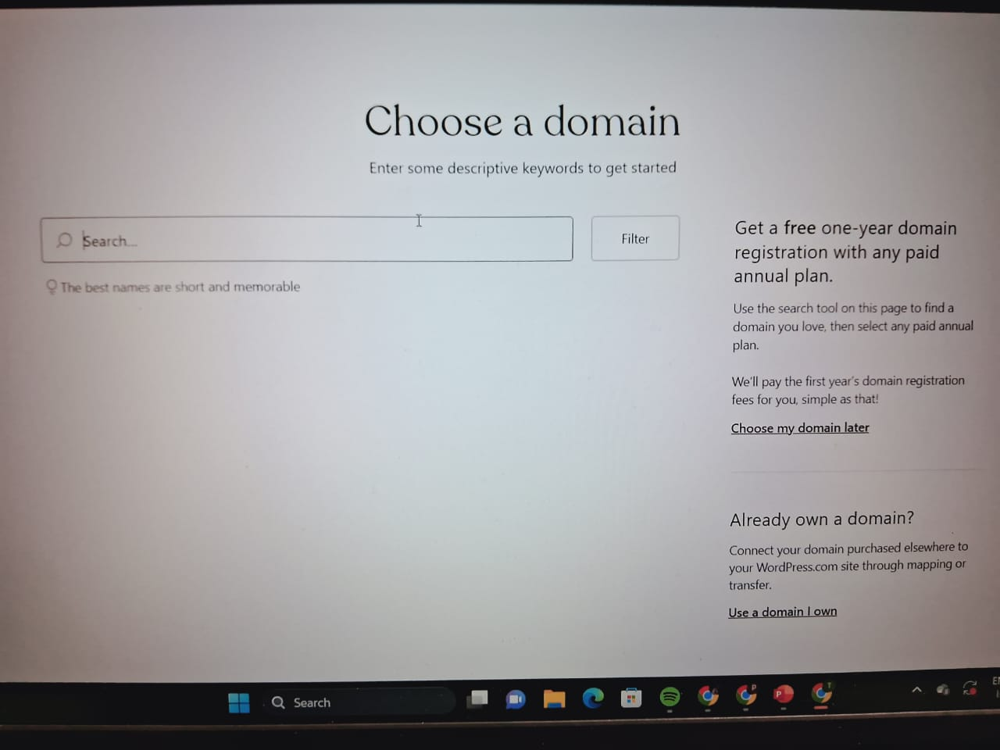 Choose a domain
Enter some descriptive keywords to get started
Search...
Filter
The best names are short and memorable
Get a free one-year domain
registration with any paid
annual plan.
Use the search tool on this page to find a
domain you love, then select any paid annual
plan.
We'll pay the first year's domain registration
fees for you, simple as that!
Choose my domain later
Already own a domain?
Connect your domain purchased elsewhere to
your WordPress.com site through mapping or
transfer.
Use a domain I own
Search
P
P
T